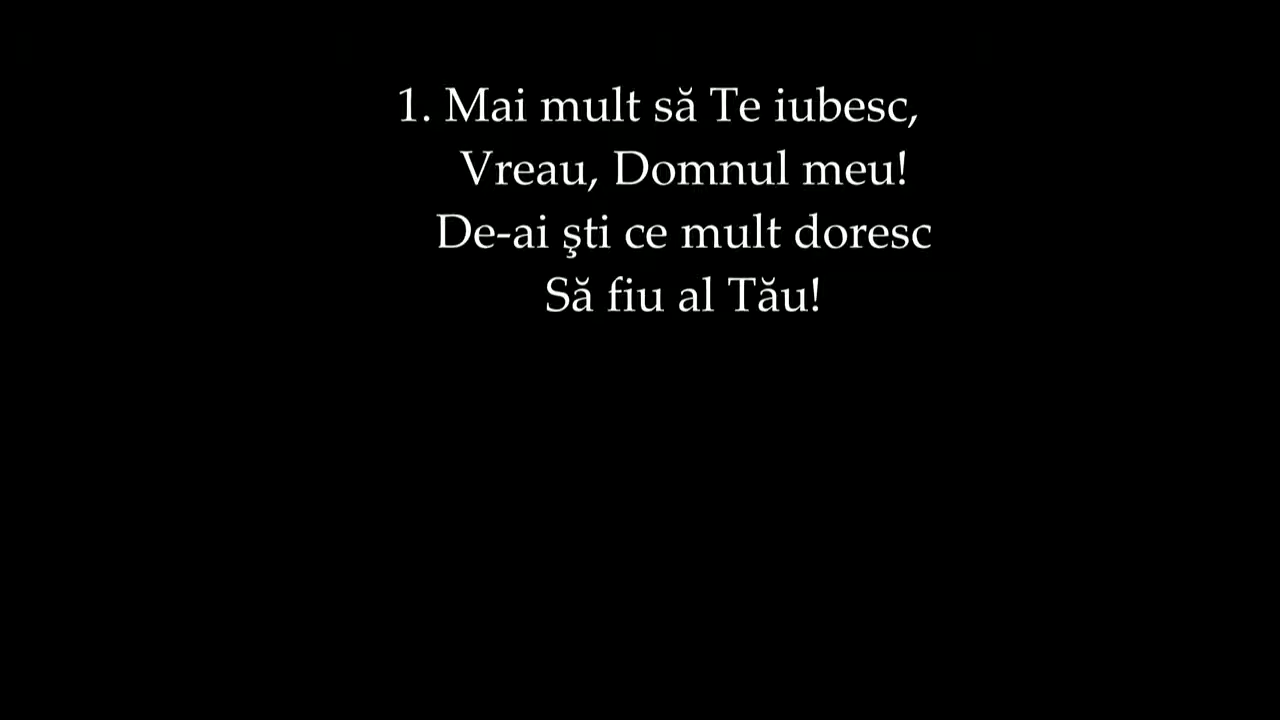 1. Mai mult să Te iubesc,
Vreau, Domnul meu!
De-ai şti ce mult doresc
Să fiu al Tău!